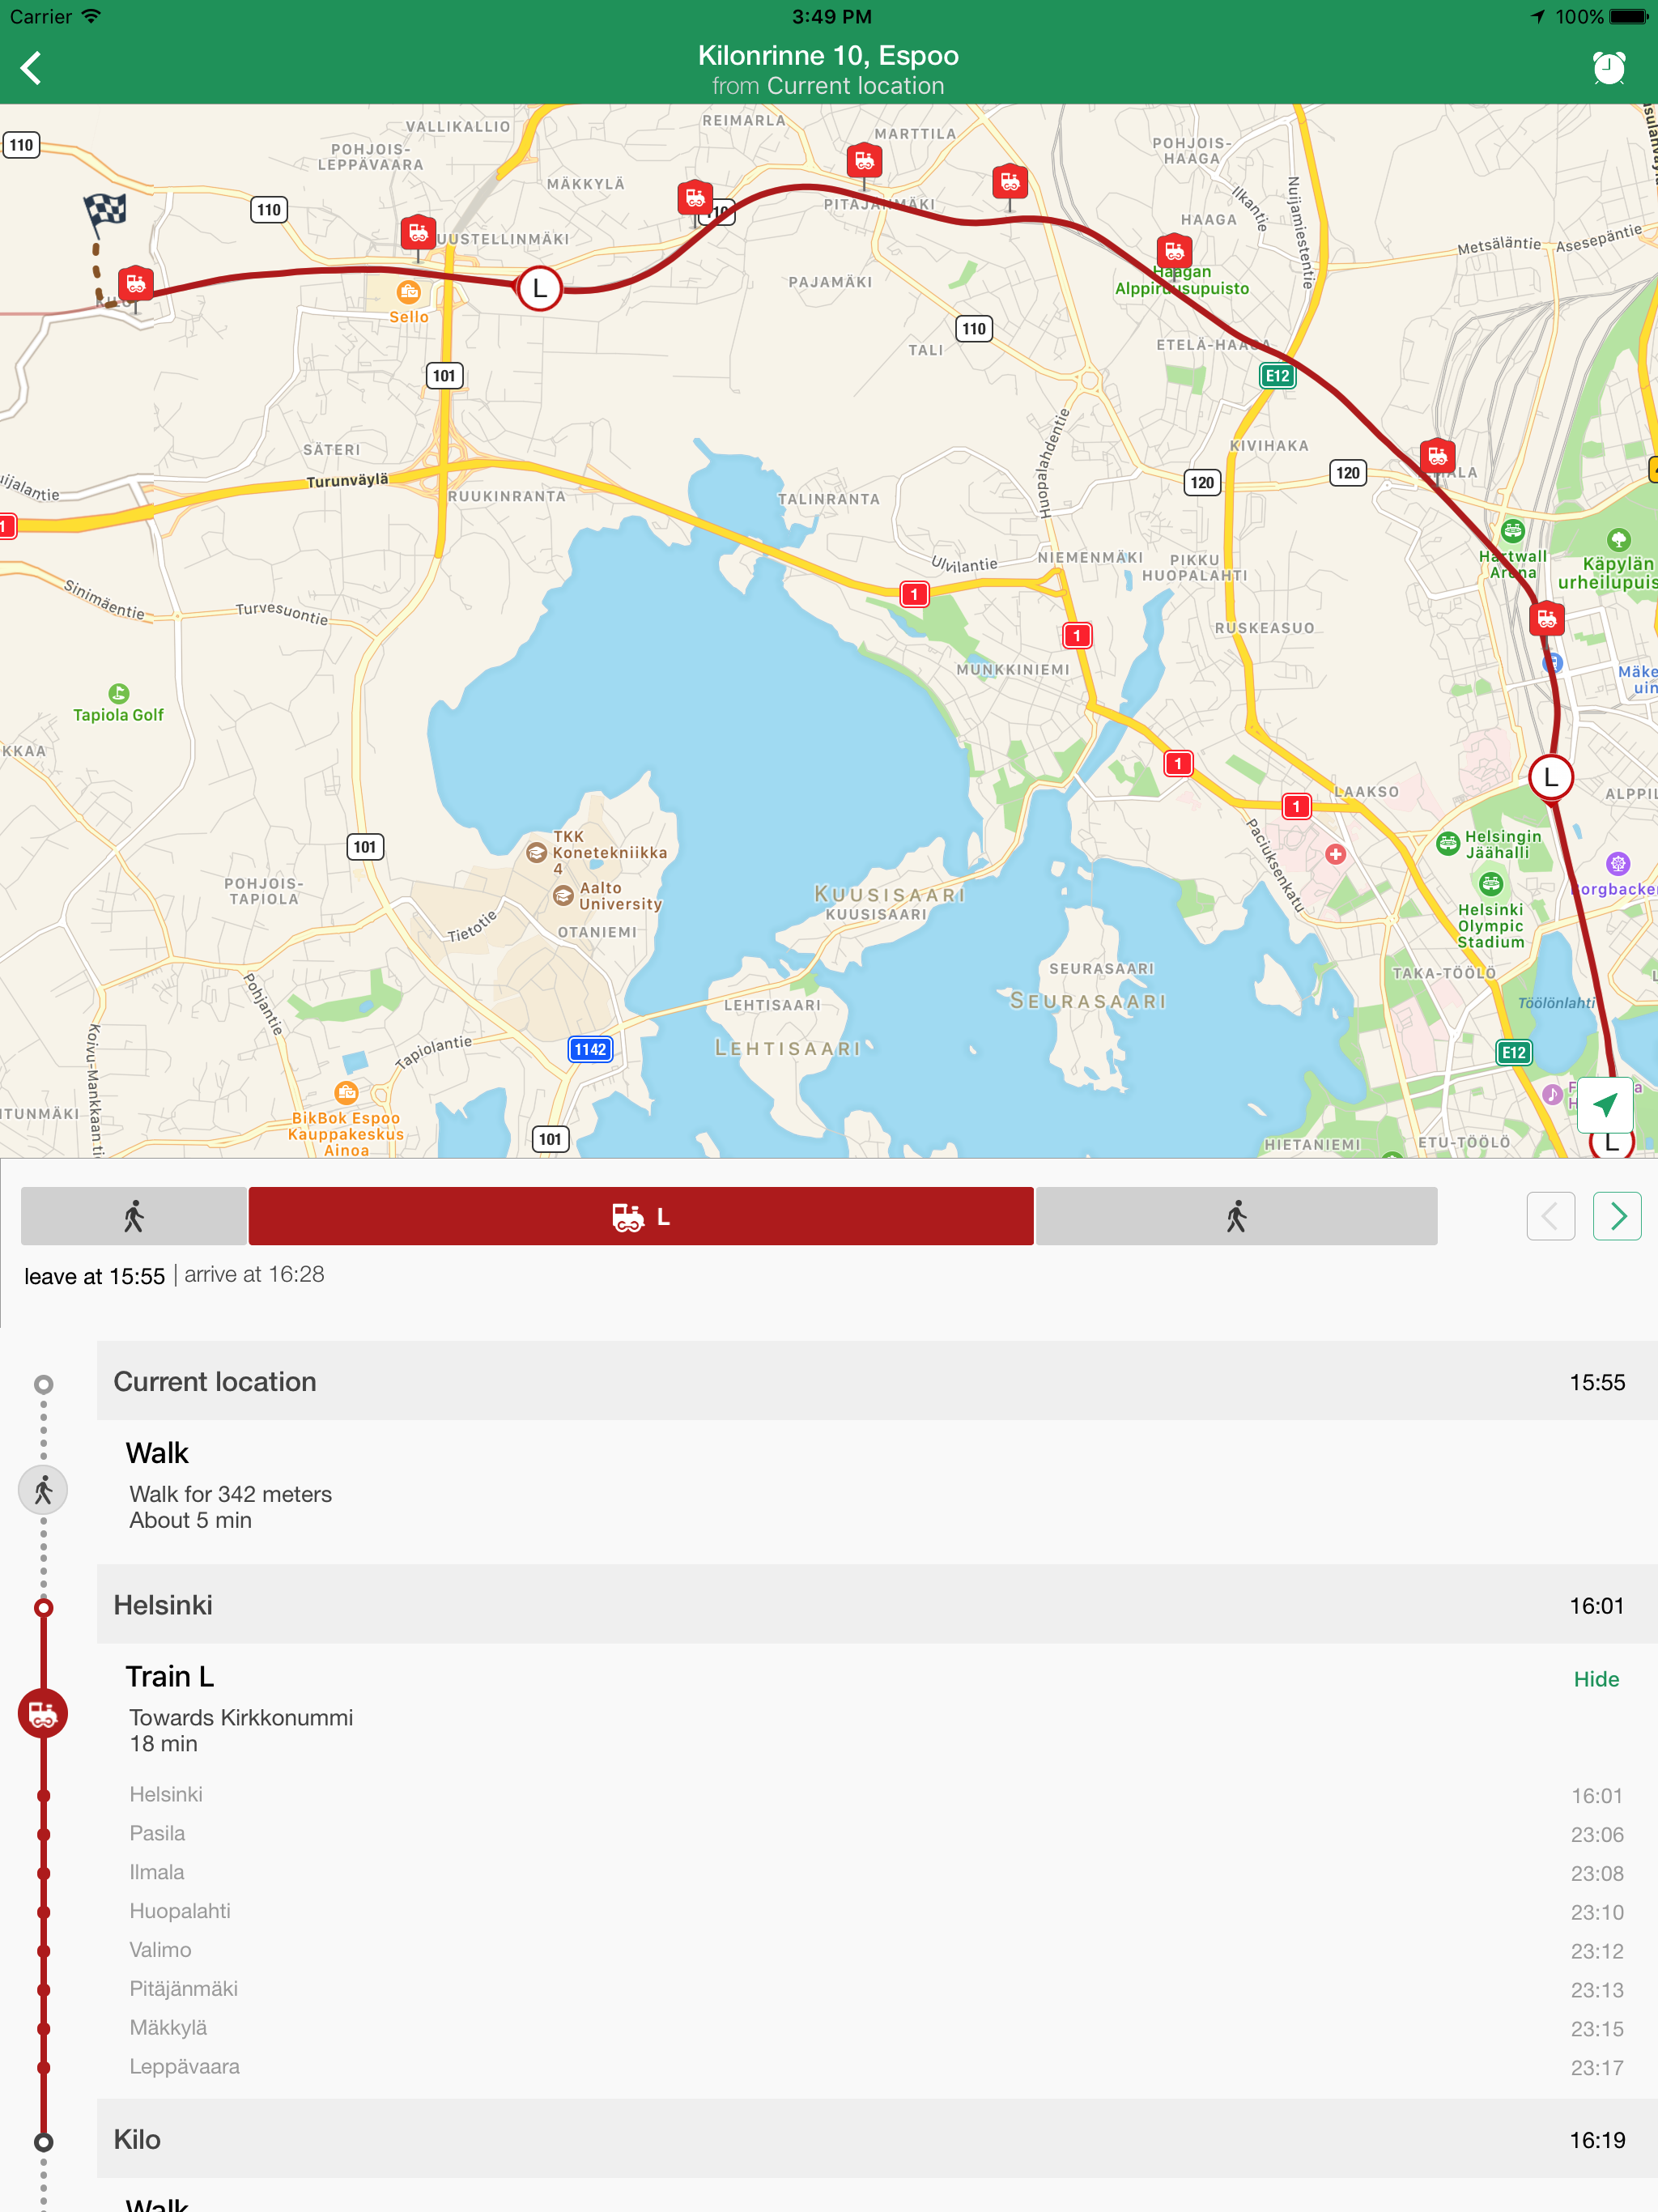 Carrier
3:49 PM
100%
Kilonrinne 10, Espoo
from Current location
VALLIKALLIO
REIMARLA
MARTTILA
POHJOIS-
HAAGA
110
POHJOIS-
LEPPÄVAARA
MÄKKYLÄ
Ilkantie
Nuijamiestentie
110
PITÄJÄNMÄKI
HAAGA
UUSTELLINMÄKI
Metsäläntie
Asesepäntie
Haagan
Alppiruusupuisto
PAJAMÄKI
L
Sello
110
TALI
ETELÄ-HAAGA
101
E12
Huopalahdentie
SÄTERI
KIVIHAKA
Turunväylä
120
120
RUUKINRANTA
TALINRANTA
1
Hartwall
Arena
Käpylän
urheilupuis
Ulvilantie
NIEMENMÄKI
PIKKU
HUOPALAHTI
Sinimäentie
Turvesuontie
1
1
RUSKEASUO
MUNKKINIEMI
Mäke
uin
Tapiola Golf
KKAA
1
L
LAAKSO
ALPPIL
1
Paciuksenkatu
TKK
Konetekniikka
4
101
Helsingin
Jäähalli
Aalto
University
POHJOIS-
TAPIOLA
KUUSISAARI
KUUSISAARI
Borgbacke
Helsinki
Olympic
Stadium
Tietotie
OTANIEMI
SEURASAARI
TAKA-TÖÖLÖ
SEURASAARI
Töölönlahti
Pohjantie
LEHTISAARI
LEHTISAARI
Koivu-Mankkaan ti
Tapiolantie
1142
E12
BikBok Espoo
Kauppakeskus
Ainoa
ITUNMÄKI
101
HIETANIEMI
ETU-TÖÖLÖ
L
L
leave at 15:55 | arrive at 16:28
Current location 15:55
Walk
Walk for 342 meters
About 5 min
Helsinki 16:01
Train L Hide
Towards Kirkkonummi
18 min
Helsinki 16:01
Pasila 23:06
Ilmala 23:08
Huopalahti 23:10
Valimo 23:12
Pitäjänmäki 23:13
Mäkkylä 23:15
Leppävaara 23:17
Kilo 16:19
Walk